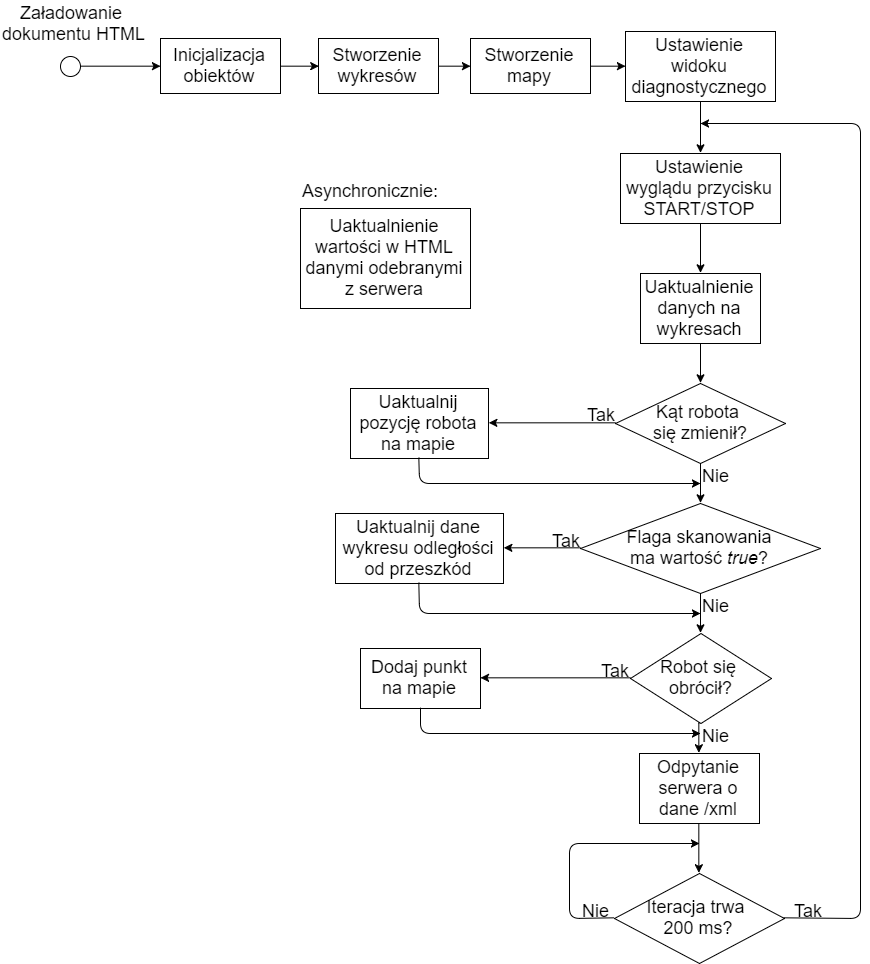 Załadowanie
dokumentu HTML
Inicjalizacja
obiektów
Stworzenie
wykresów
Stworzenie
mapy
Ustawienie
widoku
diagnostycznego
Ustawienie
wyglądu przycisku
START/STOP
Asynchronicznie:
Uaktualnienie
wartości w HTML
danymi odebranymi
z serwera
Uaktualnienie
danych na
wykresach
Kąt robota
się zmienił?
Tak
Uaktualnij
pozycję robota
na mapie
Nie
Flaga skanowania
ma wartość true?
Tak
Uaktualnij dane
wykresu odległości
od przeszkód
Nie
Robot się
obrócił?
Tak
Dodaj punkt
na mapie
Nie
Odpytanie
serwera o
dane /xml
Iteracja trwa
200 ms?
Nie
Tak